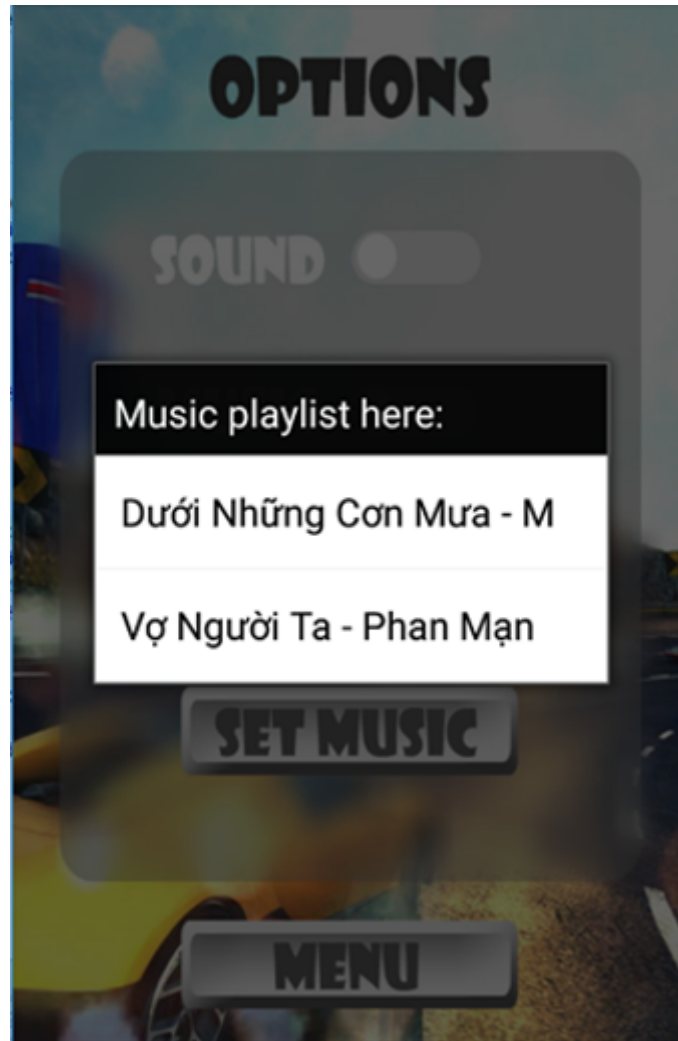 OPTIONS
SOUND
Music playlist here:
Dưới Những Cơn Mưa - M
Vợ Người Ta - Phan Mạn
SET MUSIC
MENU